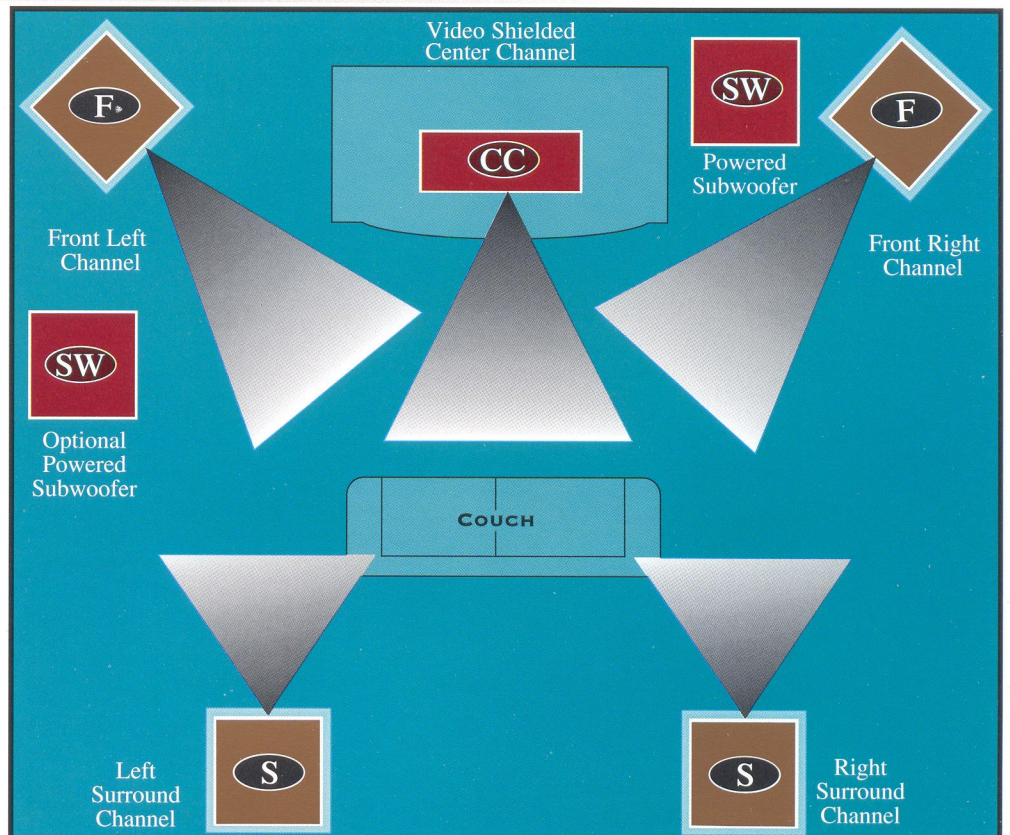 Video Shielded
Center Channel
F
CC
SW
F
Powered
Subwoofer
Front Left
Channel
Front Right
Channel
SW
Optional
Powered
Subwoofer
COUCH
S
S
Left
Surround
Channel
Right
Surround
Channel